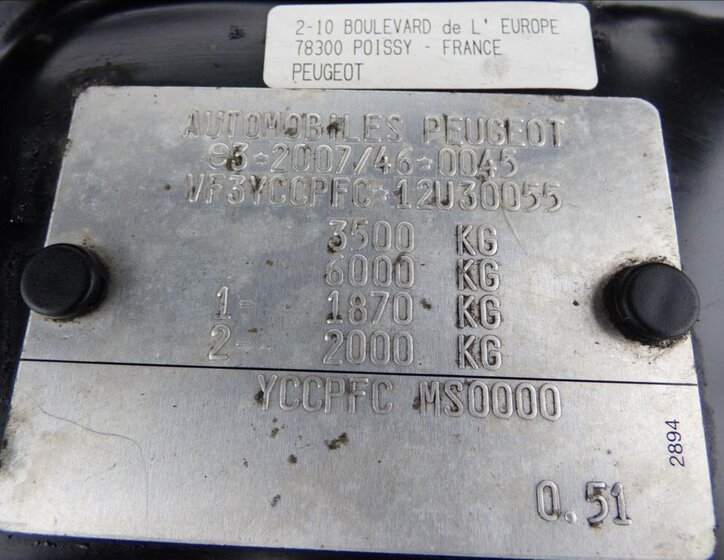 2-10 BOULEVARD de L' EUROPE
78300 POISSY - FRANCE
PEUGEOT
AUTOMOBILES PEUGEOT
e3*2007/46*0045
VF3YCCPFC*12U30055
3500 KG
6000 KG
1- 1870 KG
2- 2000 KG
YCCPFC MS0000
2894
0.51